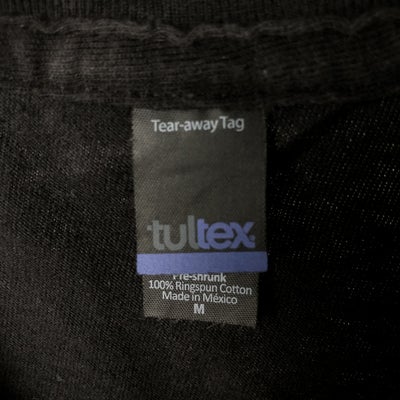 Tear-away Tag
tultex
Pre-shrunk
100% Ringspun Cotton
Made in México
M